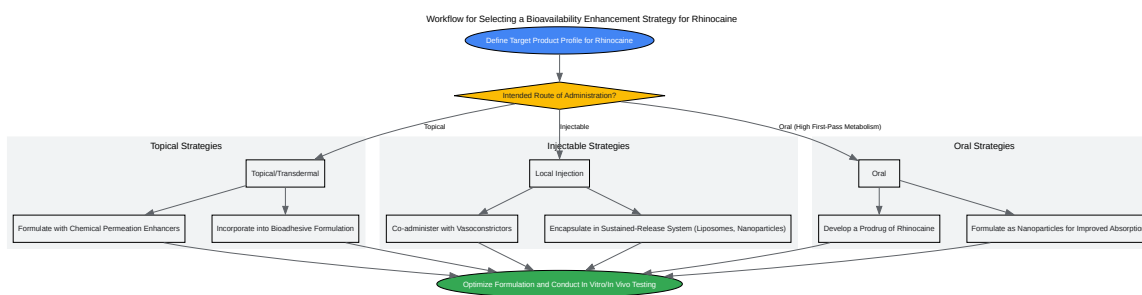 Workflow for Selecting a Bioavailability Enhancement Strategy for Rhinocaine
Define Target Product Profile for Rhinocaine
Intended Route of Administration?
Topical
Injectable
Oral (High First-Pass Metabolism)
Topical Strategies
Injectable Strategies
Oral Strategies
Topical/Transdermal
Local Injection
Oral
Formulate with Chemical Permeation Enhancers
Incorporate into Bioadhesive Formulation
Co-administer with Vasoconstrictors
Encapsulate in Sustained-Release System (Liposomes, Nanoparticles)
Develop a Prodrug of Rhinocaine
Formulate as Nanoparticles for Improved Absorption
Optimize Formulation and Conduct In Vitro/In Vivo Testing